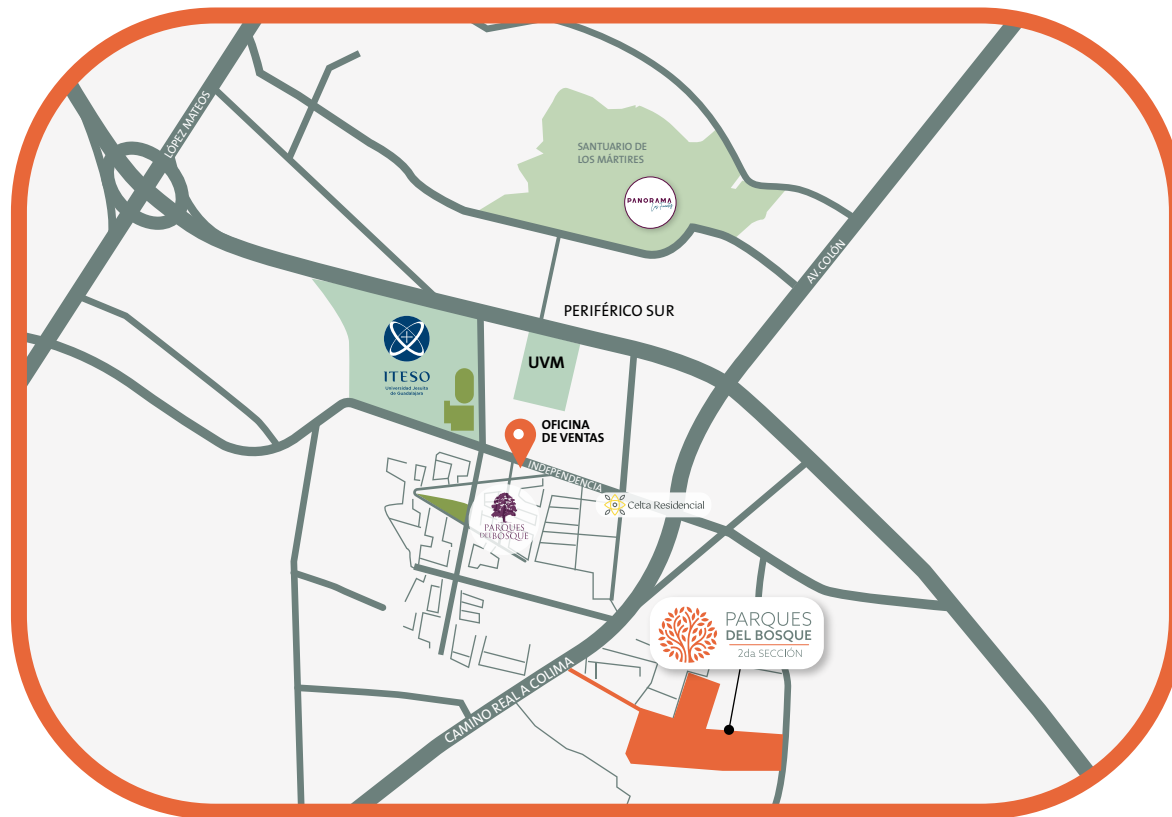 LÓPEZ MATEOS
SANTUARIO DE
LOS MÁRTIRES
PANORAMA
AV. COLÓN
PERIFÉRICO SUR
ITESO
Universidad Jesuita
de Guadalajara
UVM
OFICINA
DE VENTAS
INDEPENDENCIA
Celta Residencial
PARQUES
DEL BOSQUE
PARQUES
DEL BOSQUE
2da SECCIÓN
CAMINO REAL A COLIMA